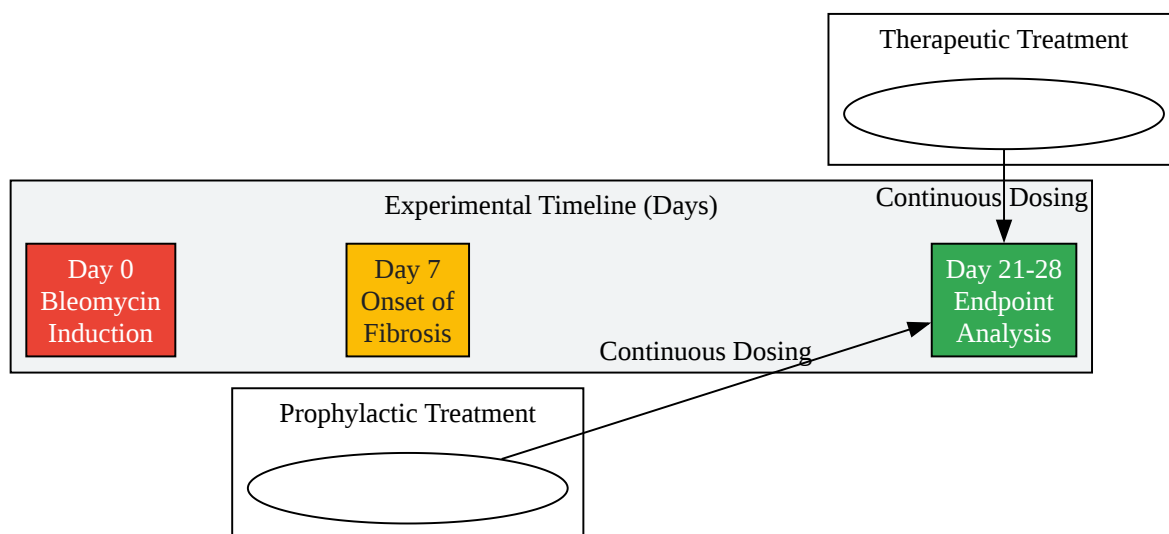 Therapeutic Treatment
Continuous Dosing
Experimental Timeline (Days)
Day 0
Bleomycin
Induction
Day 7
Onset of
Fibrosis
Day 21-28
Endpoint
Analysis
Continuous Dosing
Prophylactic Treatment